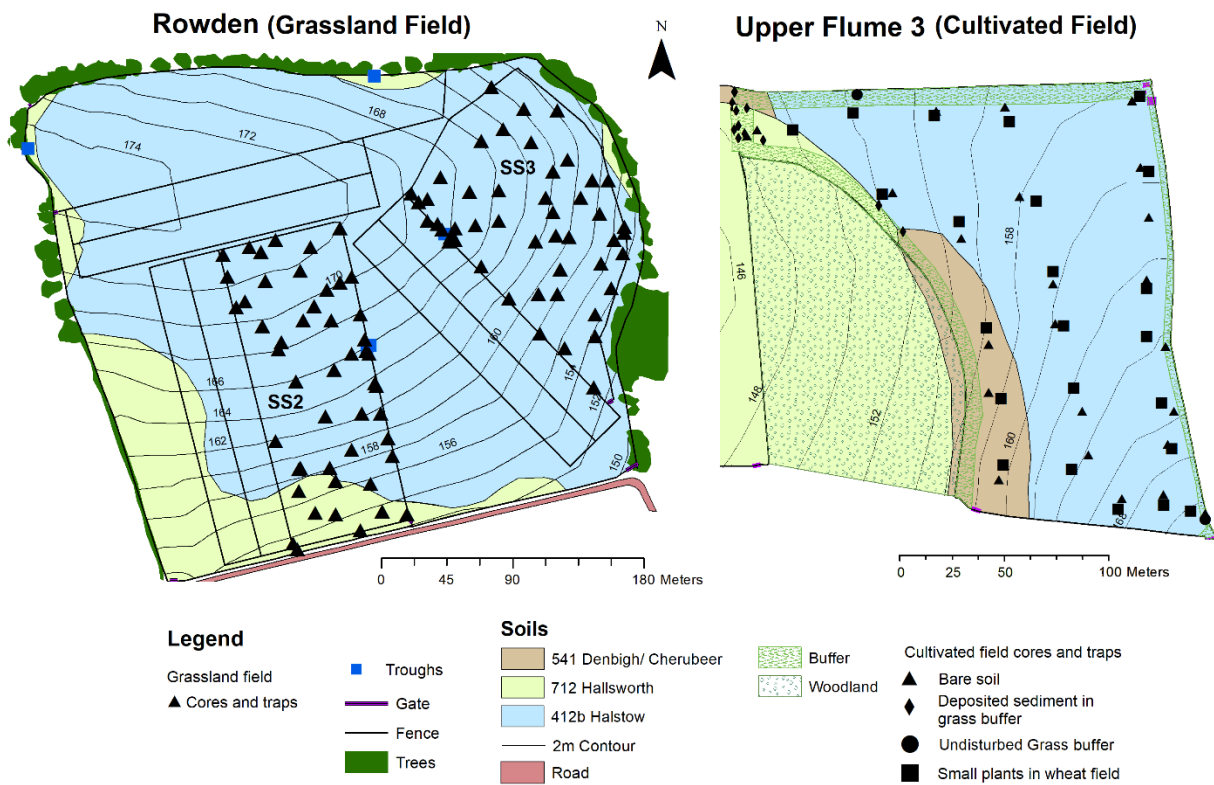 Rowden (Grassland Field)
N
Upper Flume 3 (Cultivated Field)
168
172
174
SS3
170
160
166
SS2
164
162
158
156
154
152
150
0 45 90 180 Meters
158
146
148
152
160
168
0 25 50 100 Meters
Legend
Grassland field
Cores and traps
Troughs
Gate
Fence
Trees
Soils
541 Denbigh/ Cherubeer
712 Hallsworth
412b Halstow
2m Contour
Road
Buffer
Woodland
Cultivated field cores and traps
Bare soil
Deposited sediment in
grass buffer
Undisturbed Grass buffer
Small plants in wheat field